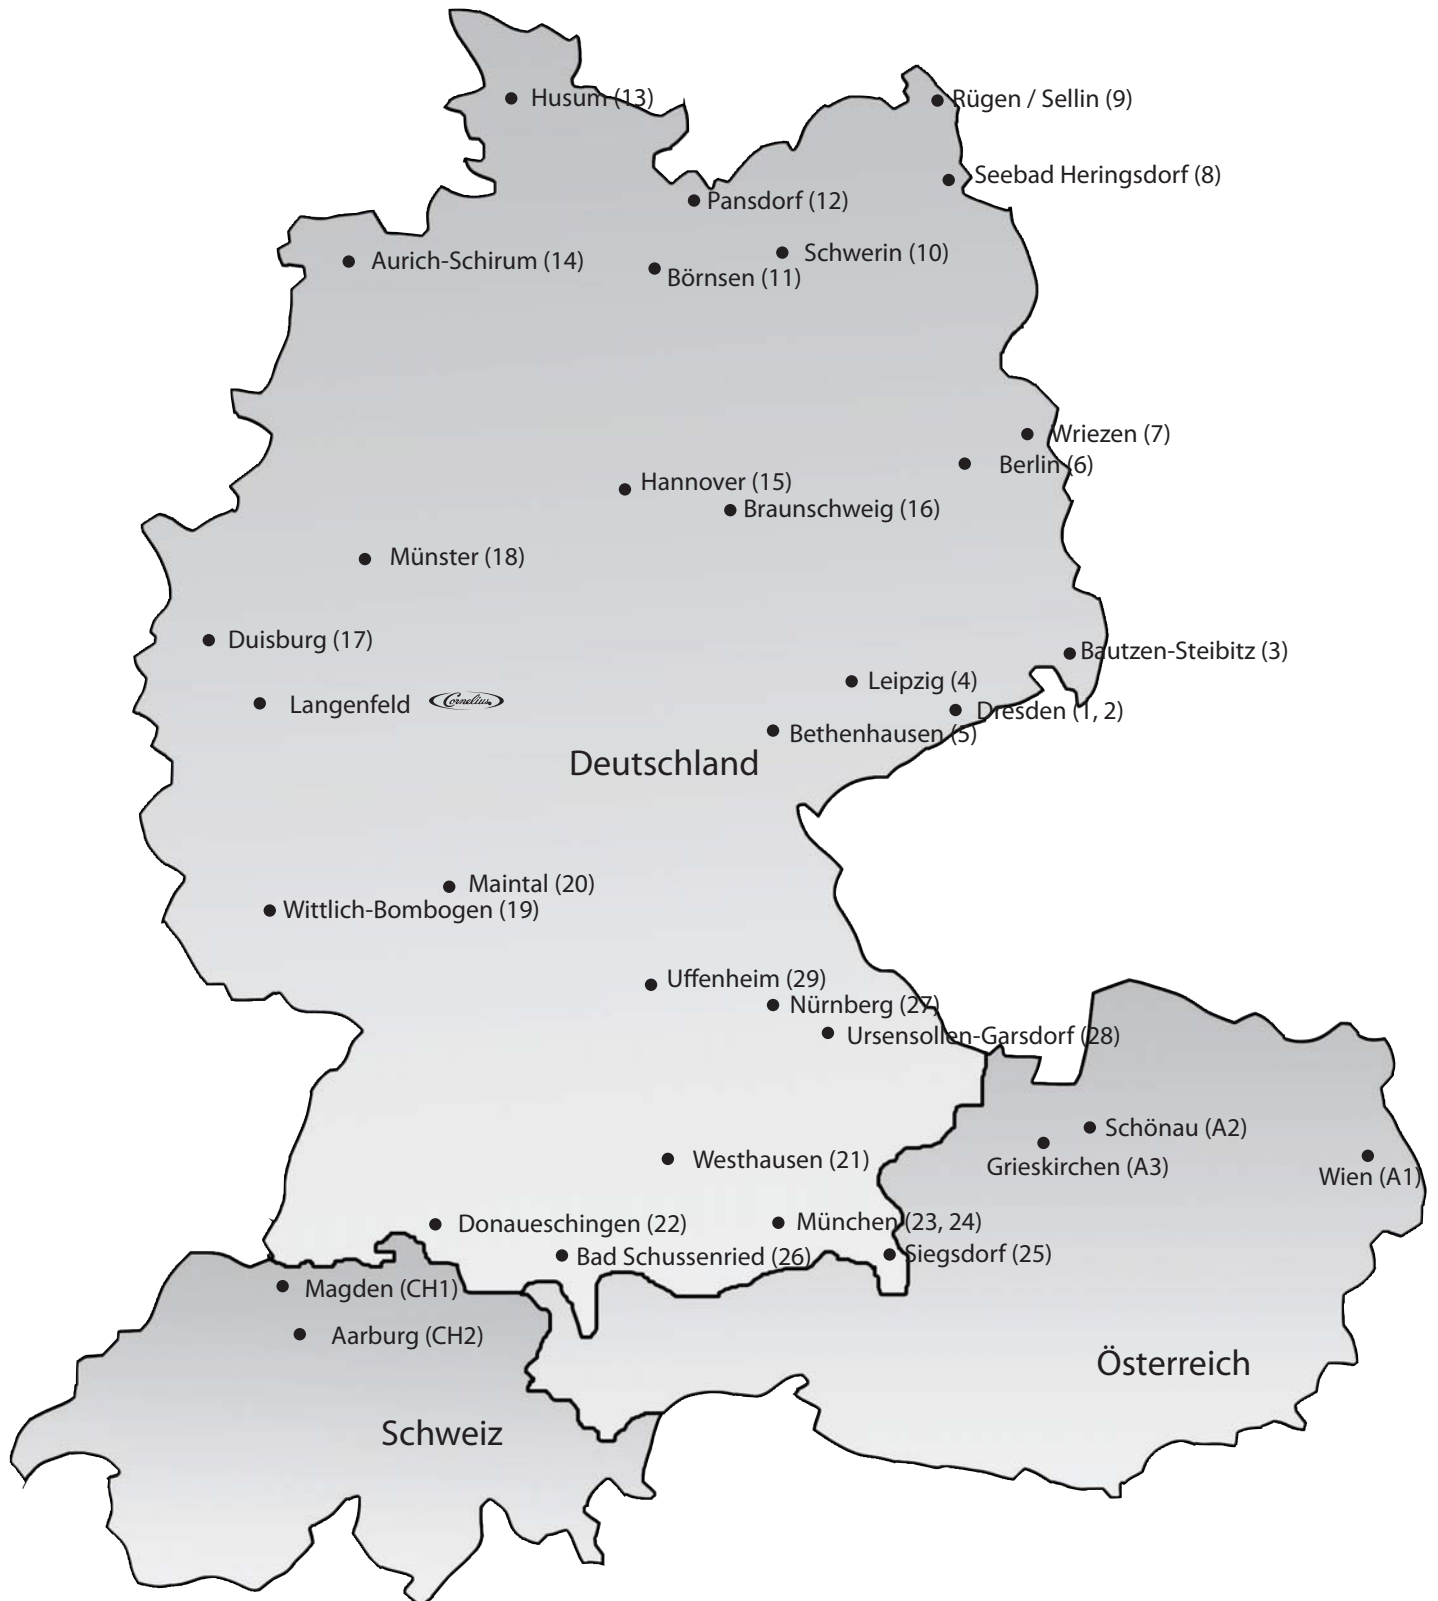 Husum (13)
Rügen / Sellin (9)
Seebad Heringsdorf (8)
Pansdorf (12)
Schwerin (10)
Aurich-Schirum (14)
Börnsen (11)
Wriezen (7)
Berlin (6)
Hannover (15)
Braunschweig (16)
Münster (18)
Duisburg (17)
Bautzen-Steibitz (3)
Leipzig (4)
Langenfeld Cornelius
Dresden (1, 2)
Bethenhausen (5)
Deutschland
Maintal (20)
Wittlich-Bombogen (19)
Uffenheim (29)
Nürnberg (27)
Ursensollen-Garsdorf (28)
Schönau (A2)
Westhausen (21)
Grieskirchen (A3)
Wien (A1)
Donaueschingen (22)
München (23, 24)
Bad Schussenried (26)
Siegsdorf (25)
Magden (CH1)
Aarburg (CH2)
Österreich
Schweiz